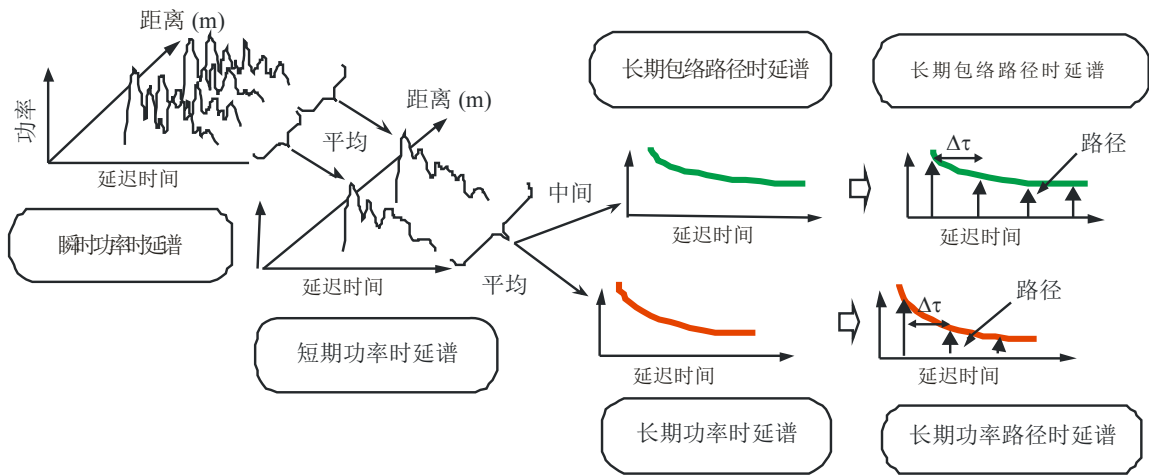 距离 (m)
功率
延迟时间
瞬时功率时延谱
平均
距离 (m)
延迟时间
短期功率时延谱
中间
平均
长期包络路径时延谱
延迟时间
长期包络路径时延谱
Δτ
路径
延迟时间
延迟时间
长期功率时延谱
Δτ
路径
延迟时间
长期功率路径时延谱